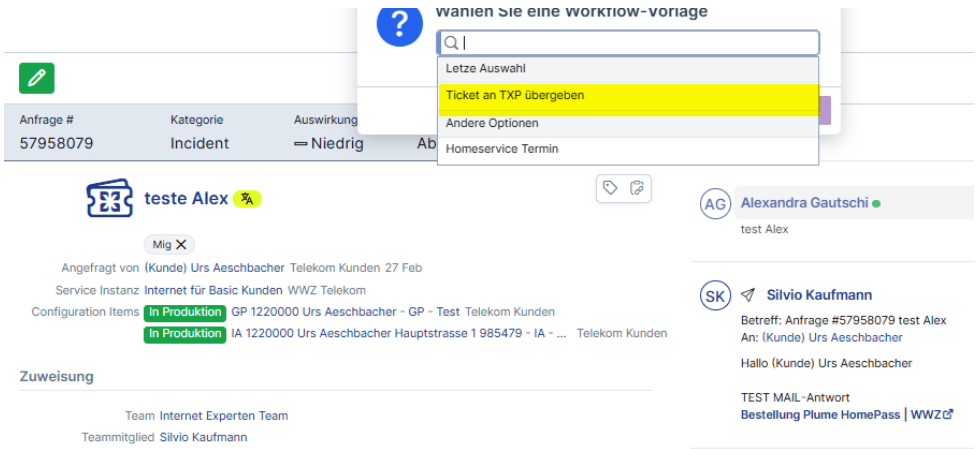 Wählen Sie eine Workflow-Vorlage
Letze Auswahl
Ticket an TXP übergeben
Andere Optionen
Homeservice Termin
Anfrage #
Kategorie
Auswirkung
57958079
Incident
Niedrig
Ab
teste Alex
Mig
Angefragt von (Kunde) Urs Aeschbacher Telekom Kunden 27 Feb
Service Instanz Internet für Basic Kunden WWZ Telekom
Configuration Items In Produktion GP 1220000 Urs Aeschbacher - GP - Test Telekom Kunden
In Produktion IA 1220000 Urs Aeschbacher Hauptstrasse 1 985479 - IA - ... Telekom Kunden
Zuweisung
Team Internet Experten Team
Teammitglied Silvio Kaufmann
AG Alexandra Gautschi
test Alex
SK Silvio Kaufmann
Betreff: Anfrage #57958079 test Alex
An: (Kunde) Urs Aeschbacher
Hallo (Kunde) Urs Aeschbacher
TEST MAIL-Antwort
Bestellung Plume HomePass | WWZ